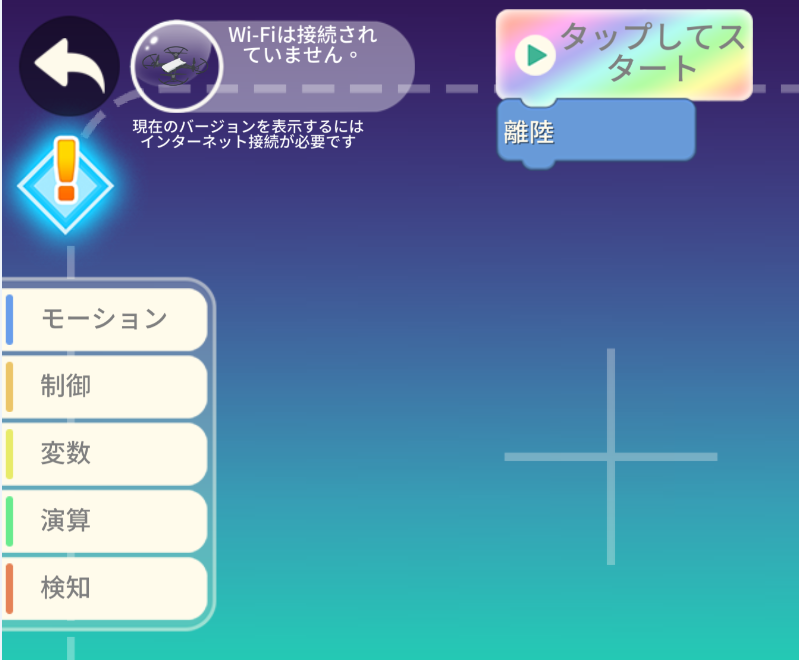 Wi-Fiは接続され
ていません。
現在のバージョンを表示するには
インターネット接続が必要です
タップしてス
タート
離陸
モーション
制御
変数
演算
検知